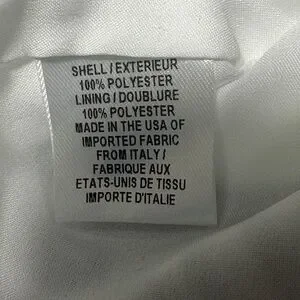 SHELL / EXTERIEUR
100% POLYESTER
LINING / DOUBLURE
100% POLYESTER
MADE IN THE USA OF
IMPORTED FABRIC
FROM ITALY /
FABRIQUE AUX
ETATS-UNIS DE TISSU
IMPORTE D'ITALIE